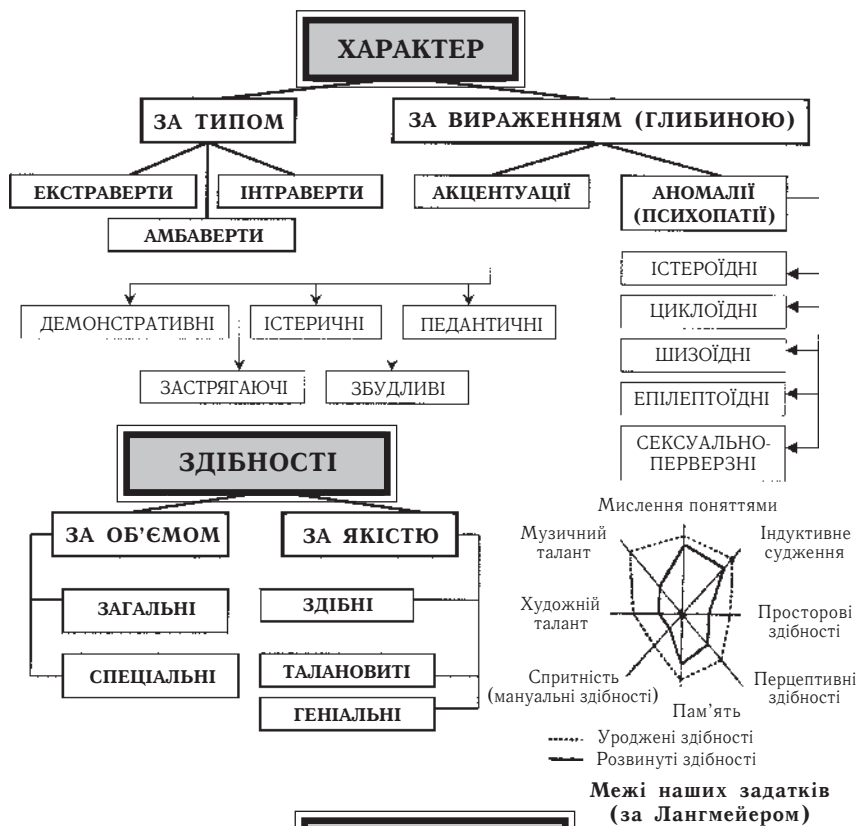 ХАРАКТЕР
ЗА ТИПОМ
ЗА ВИРАЖЕННЯМ (ГЛИБИНОЮ)
ЕКСТРАВЕРТИ
ІНТРАВЕРТИ
АМБАВЕРТИ
АКЦЕНТУАЦІЇ
АНОМАЛІЇ
(ПСИХОПАТІЇ)
ІСТЕРОЇДНІ
ЦИКЛОЇДНІ
ШИЗОЇДНІ
ЕПІЛЕПТОЇДНІ
СЕКСУАЛЬНО-
ПЕРВЕРЗНІ
ДЕМОНСТРАТИВНІ
ІСТЕРИЧНІ
ПЕДАНТИЧНІ
ЗАСТРЯГАЮЧІ
ЗБУДЛИВІ
ЗДІБНОСТІ
ЗА ОБ’ЄМОМ
ЗА ЯКІСТЮ
ЗАГАЛЬНІ
СПЕЦІАЛЬНІ
ЗДІБНІ
ТАЛАНОВИТІ
ГЕНІАЛЬНІ
Мислення поняттями
Музичний
талант
Індуктивне
судження
Художній
талант
Просторові
здібності
Спритність
(мануальні здібності)
Перцептивні
здібності
Пам’ять
Уроджені здібності
Розвинуті здібності
Межі наших задатків
(за Лангмейером)